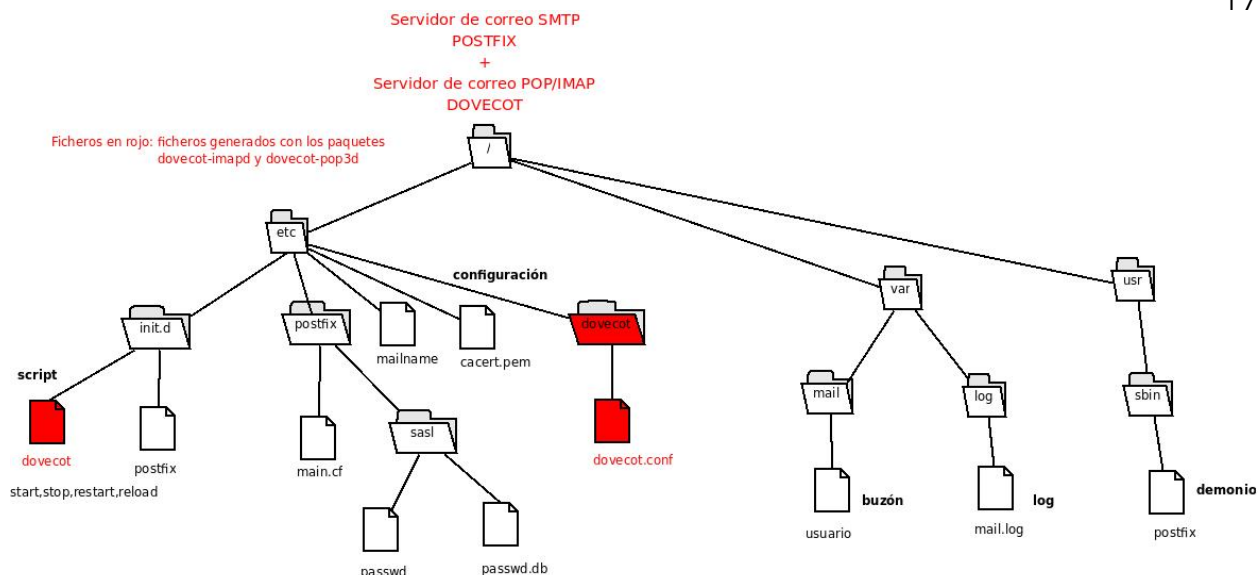 17
Servidor de correo SMTP
POSTFIX
+
Servidor de correo POP/IMAP
DOVECOT
Ficheros en rojo: ficheros generados con los paquetes
dovecot-imapd y dovecot-pop3d
/
etc
configuración
var
usr
init.d
postfix
mailname
cacert.pem
dovecot
script
mail
log
sbin
dovecot
postfix
start,stop,restart,reload
main.cf
sasl
dovecot.conf
buzón
usuario
log
mail.log
demonio
postfix
passwd
passwd.db